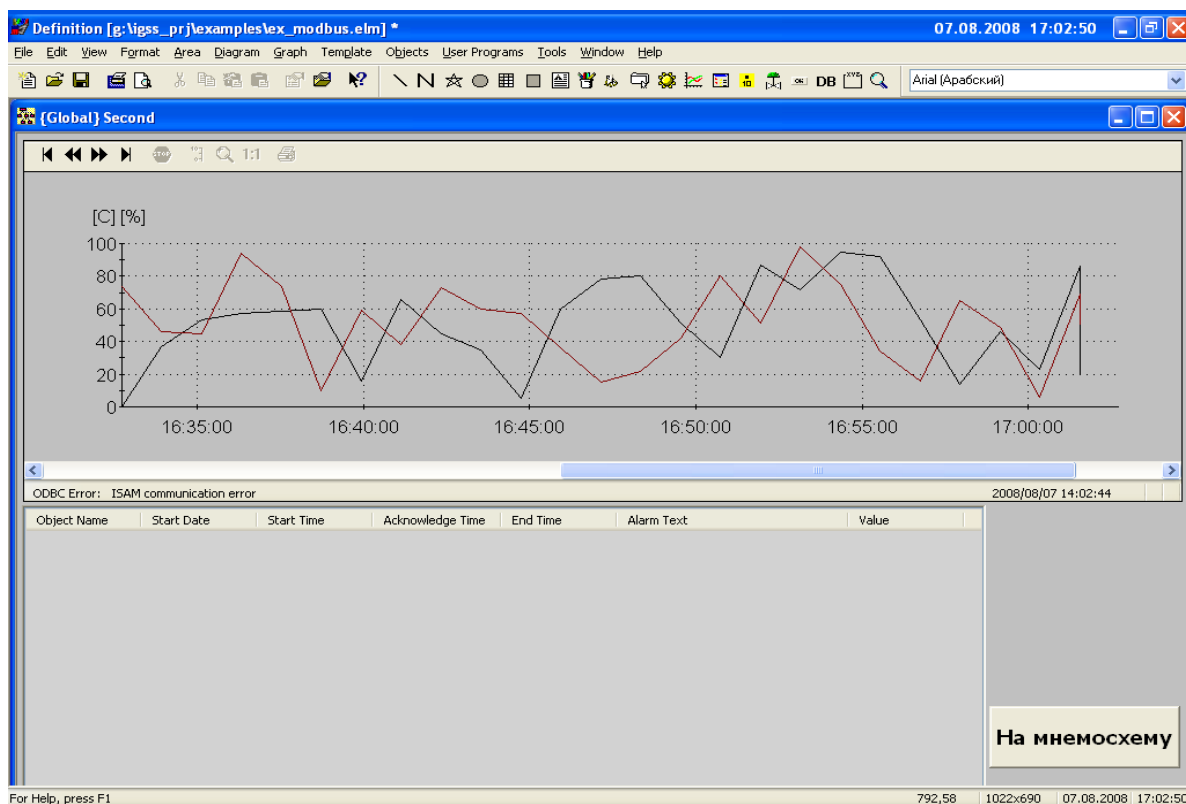 Definition [g:\igss_prj\examples\ex_modbus.elm] * 07.08.2008 17:02:50
File Edit View Format Area Diagram Graph Template Objects User Programs Tools Window Help
DB Arial (Арабский)
{Global} Second
STOP 1:1
[C] [%]
100
80
60
40
20
0
16:35:00 16:40:00 16:45:00 16:50:00 16:55:00 17:00:00
ODBC Error: ISAM communication error 2008/08/07 14:02:44
Object Name Start Date Start Time Acknowledge Time End Time Alarm Text Value
На мнемосхему
For Help, press F1 792,58 1022x690 07.08.2008 17:02:50